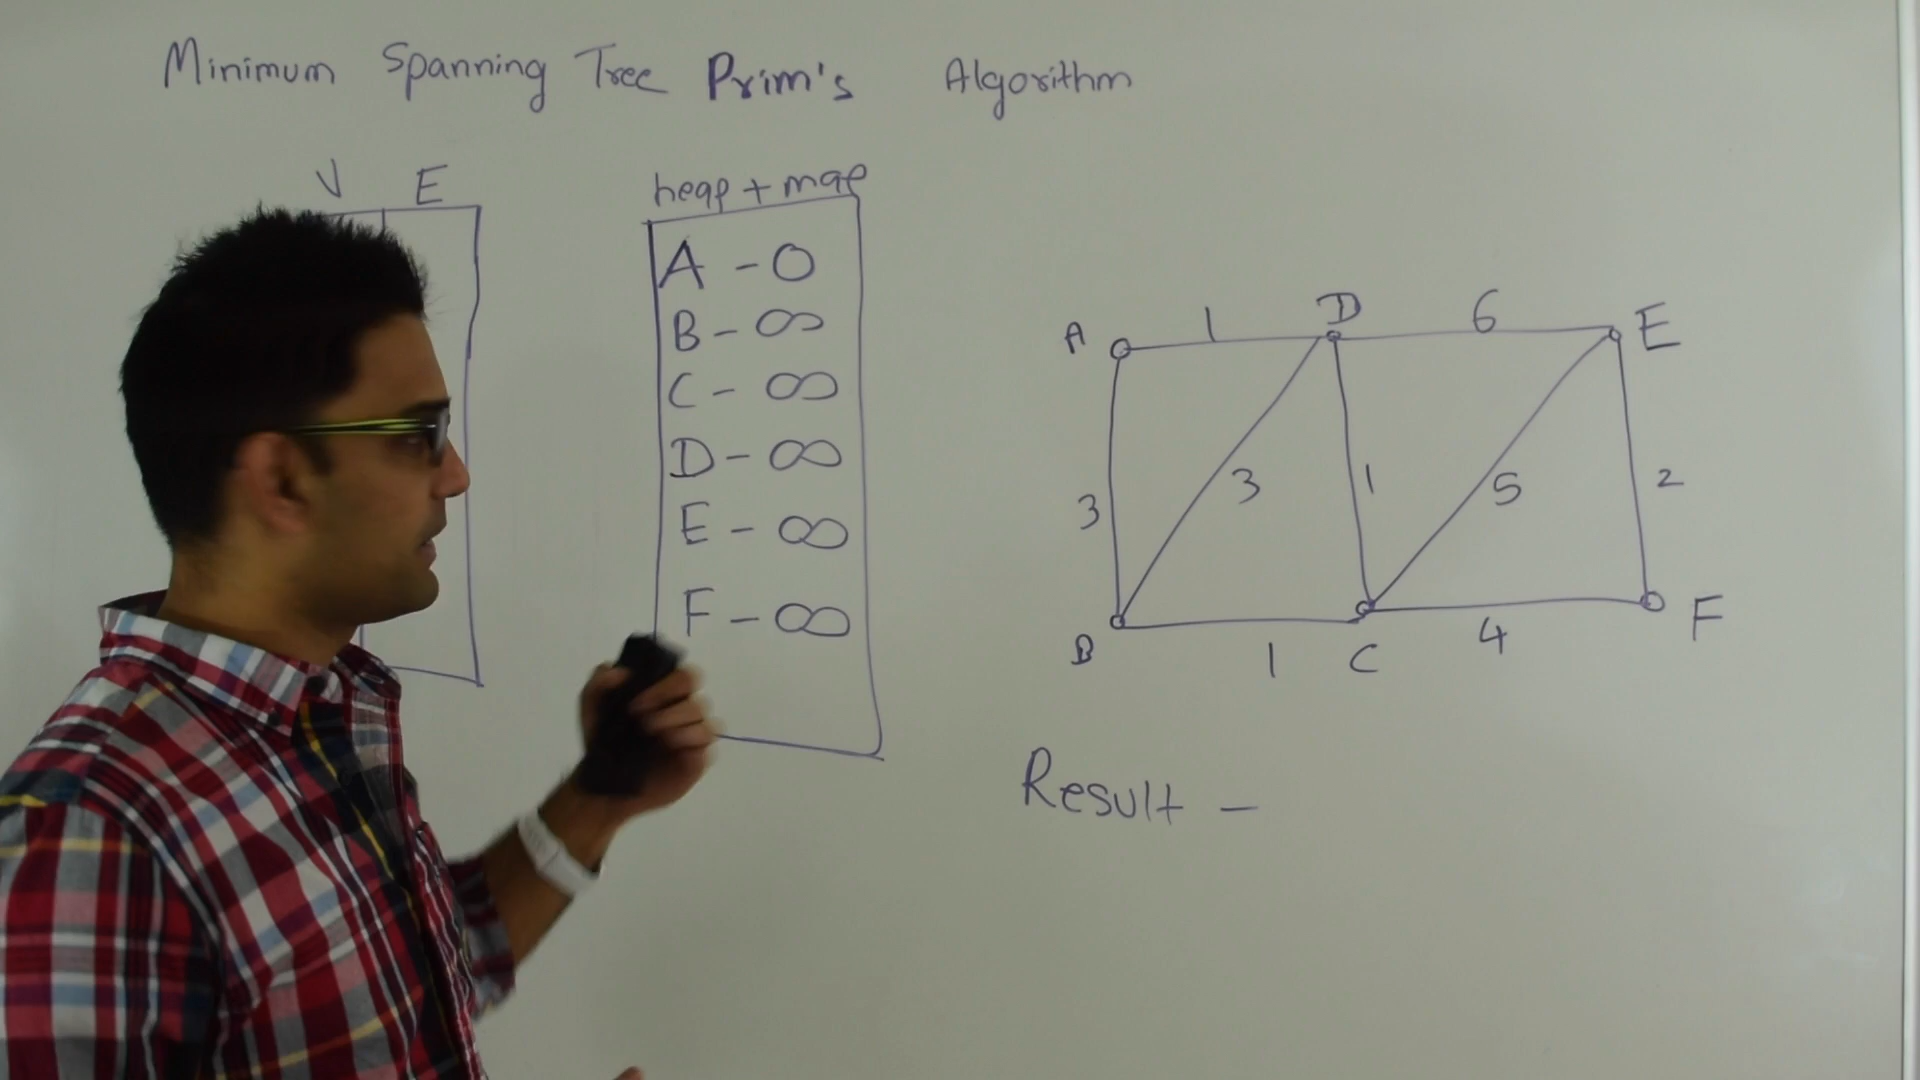 Minimum Spanning Tree Prim's Algorithm
V E
heap + map
A - 0
B - ∞
C - ∞
D - ∞
E - ∞
F - ∞
A 1 D 6 E
3 3 1 5 2
B 1 C 4 F
Result -